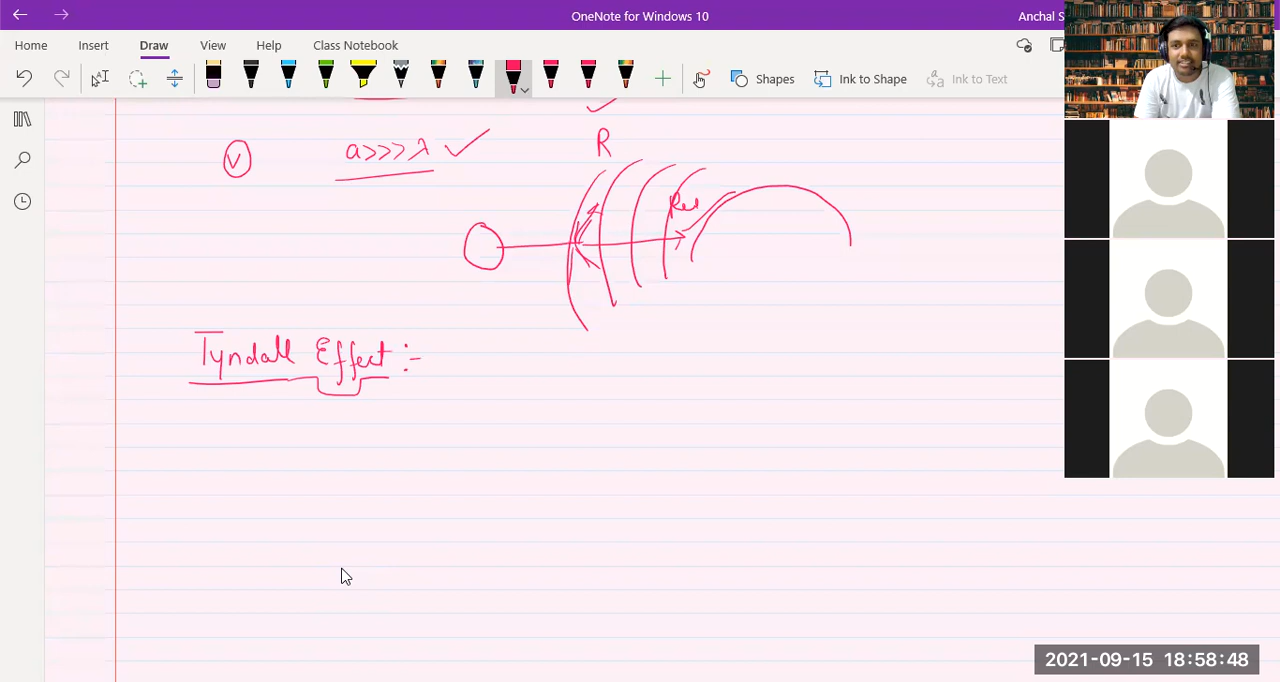 OneNote for Windows 10
Anchal S
Home Insert Draw View Help Class Notebook
Shapes Ink to Shape Ink to Text
R
V a>>>λ
Tyndall Effect :-
2021-09-15 18:58:48